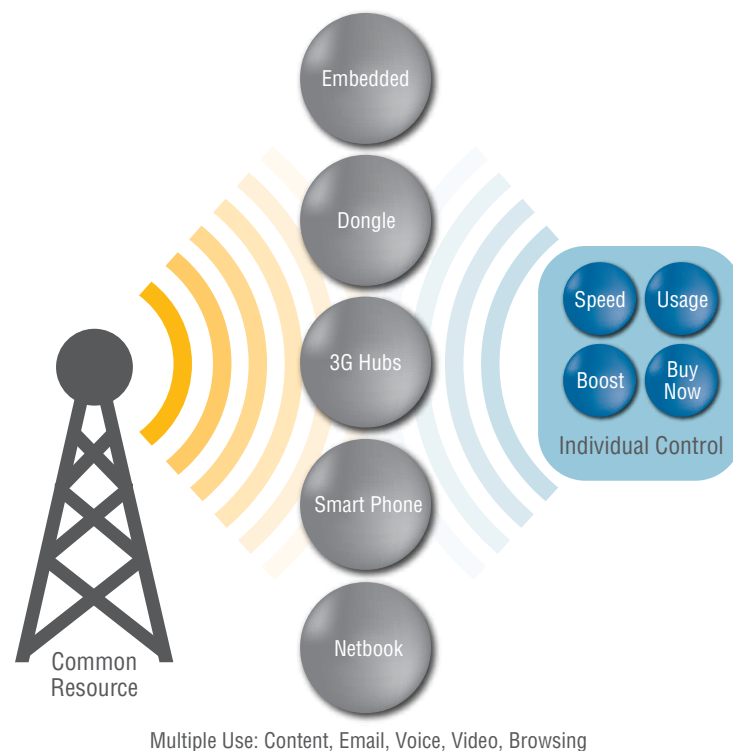 Embedded
Dongle
3G Hubs
Smart Phone
Netbook
Speed
Usage
Boost
Buy
Now
Individual Control
Common
Resource
Multiple Use: Content, Email, Voice, Video, Browsing